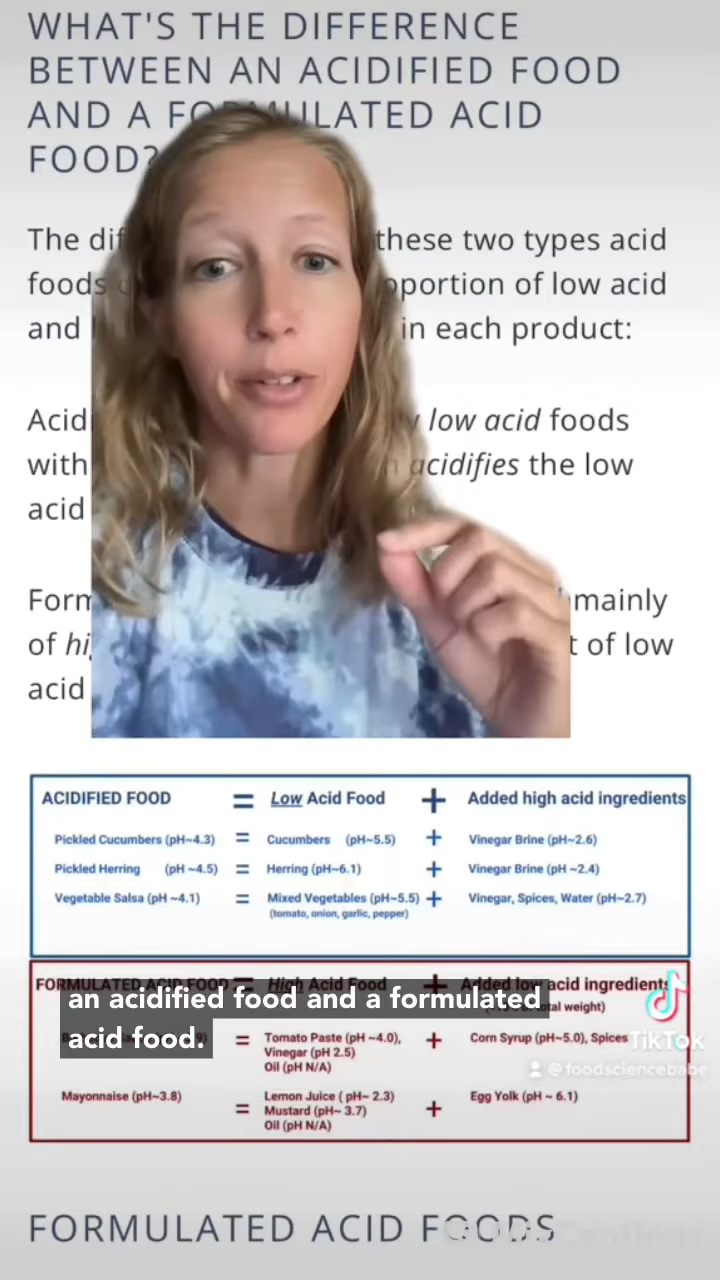 WHAT'S THE DIFFERENCE
BETWEEN AN ACIDIFIED FOOD
AND A FORMULATED ACID
FOOD?
The dif these two types acid
foods oportion of low acid
and in each product:
Acid low acid foods
with acidifies the low
acid
Form mainly
of hi t of low
acid
ACIDIFIED FOOD = Low Acid Food + Added high acid ingredients
Pickled Cucumbers (pH~4.3) = Cucumbers (pH~5.5) + Vinegar Brine (pH~2.6)
Pickled Herring (pH ~4.5) = Herring (pH~6.1) + Vinegar Brine (pH ~2.4)
Vegetable Salsa (pH ~4.1) = Mixed Vegetables (pH~5.5) + Vinegar, Spices, Water (pH~2.7)
(tomato, onion, garlic, pepper)
FORMULATED ACID FOOD = High Acid Food + Added low acid ingredients
an acidified food and a formulated
acid food.
tal weight)
= Tomato Paste (pH ~4.0), + Corn Syrup (pH~5.0), Spices
Vinegar (pH 2.5)
Oil (pH N/A)
TikTok
@foodsciencebabe
Mayonnaise (pH~3.8) = Lemon Juice ( pH~ 2.3) + Egg Yolk (pH ~ 6.1)
Mustard (pH~ 3.7)
Oil (pH N/A)
FORMULATED ACID FOODS